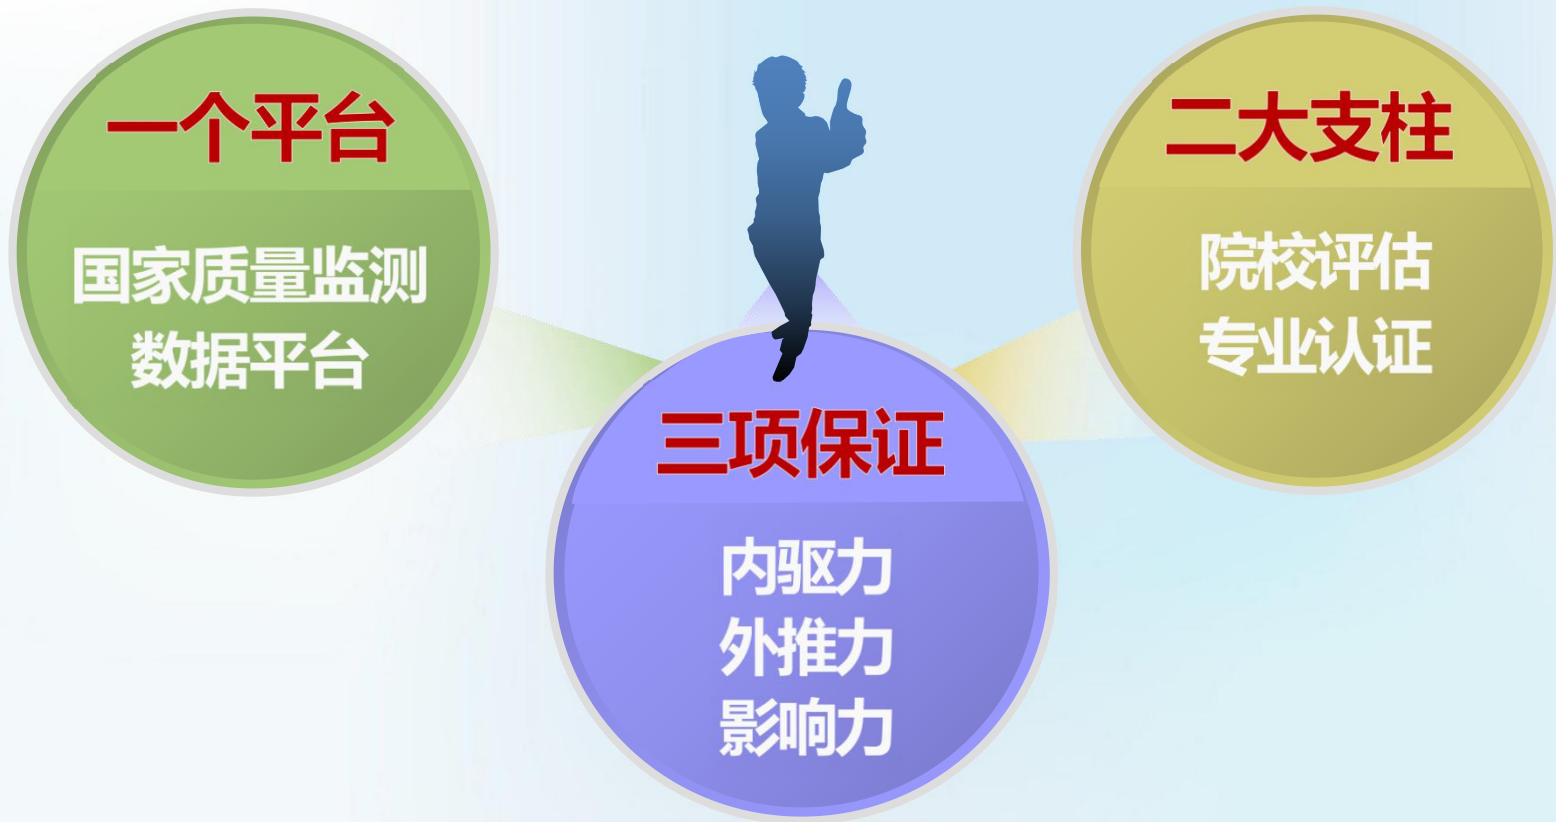 一个平台
国家质量监测
数据平台
二大支柱
院校评估
专业认证
三项保证
内驱力
外推力
影响力